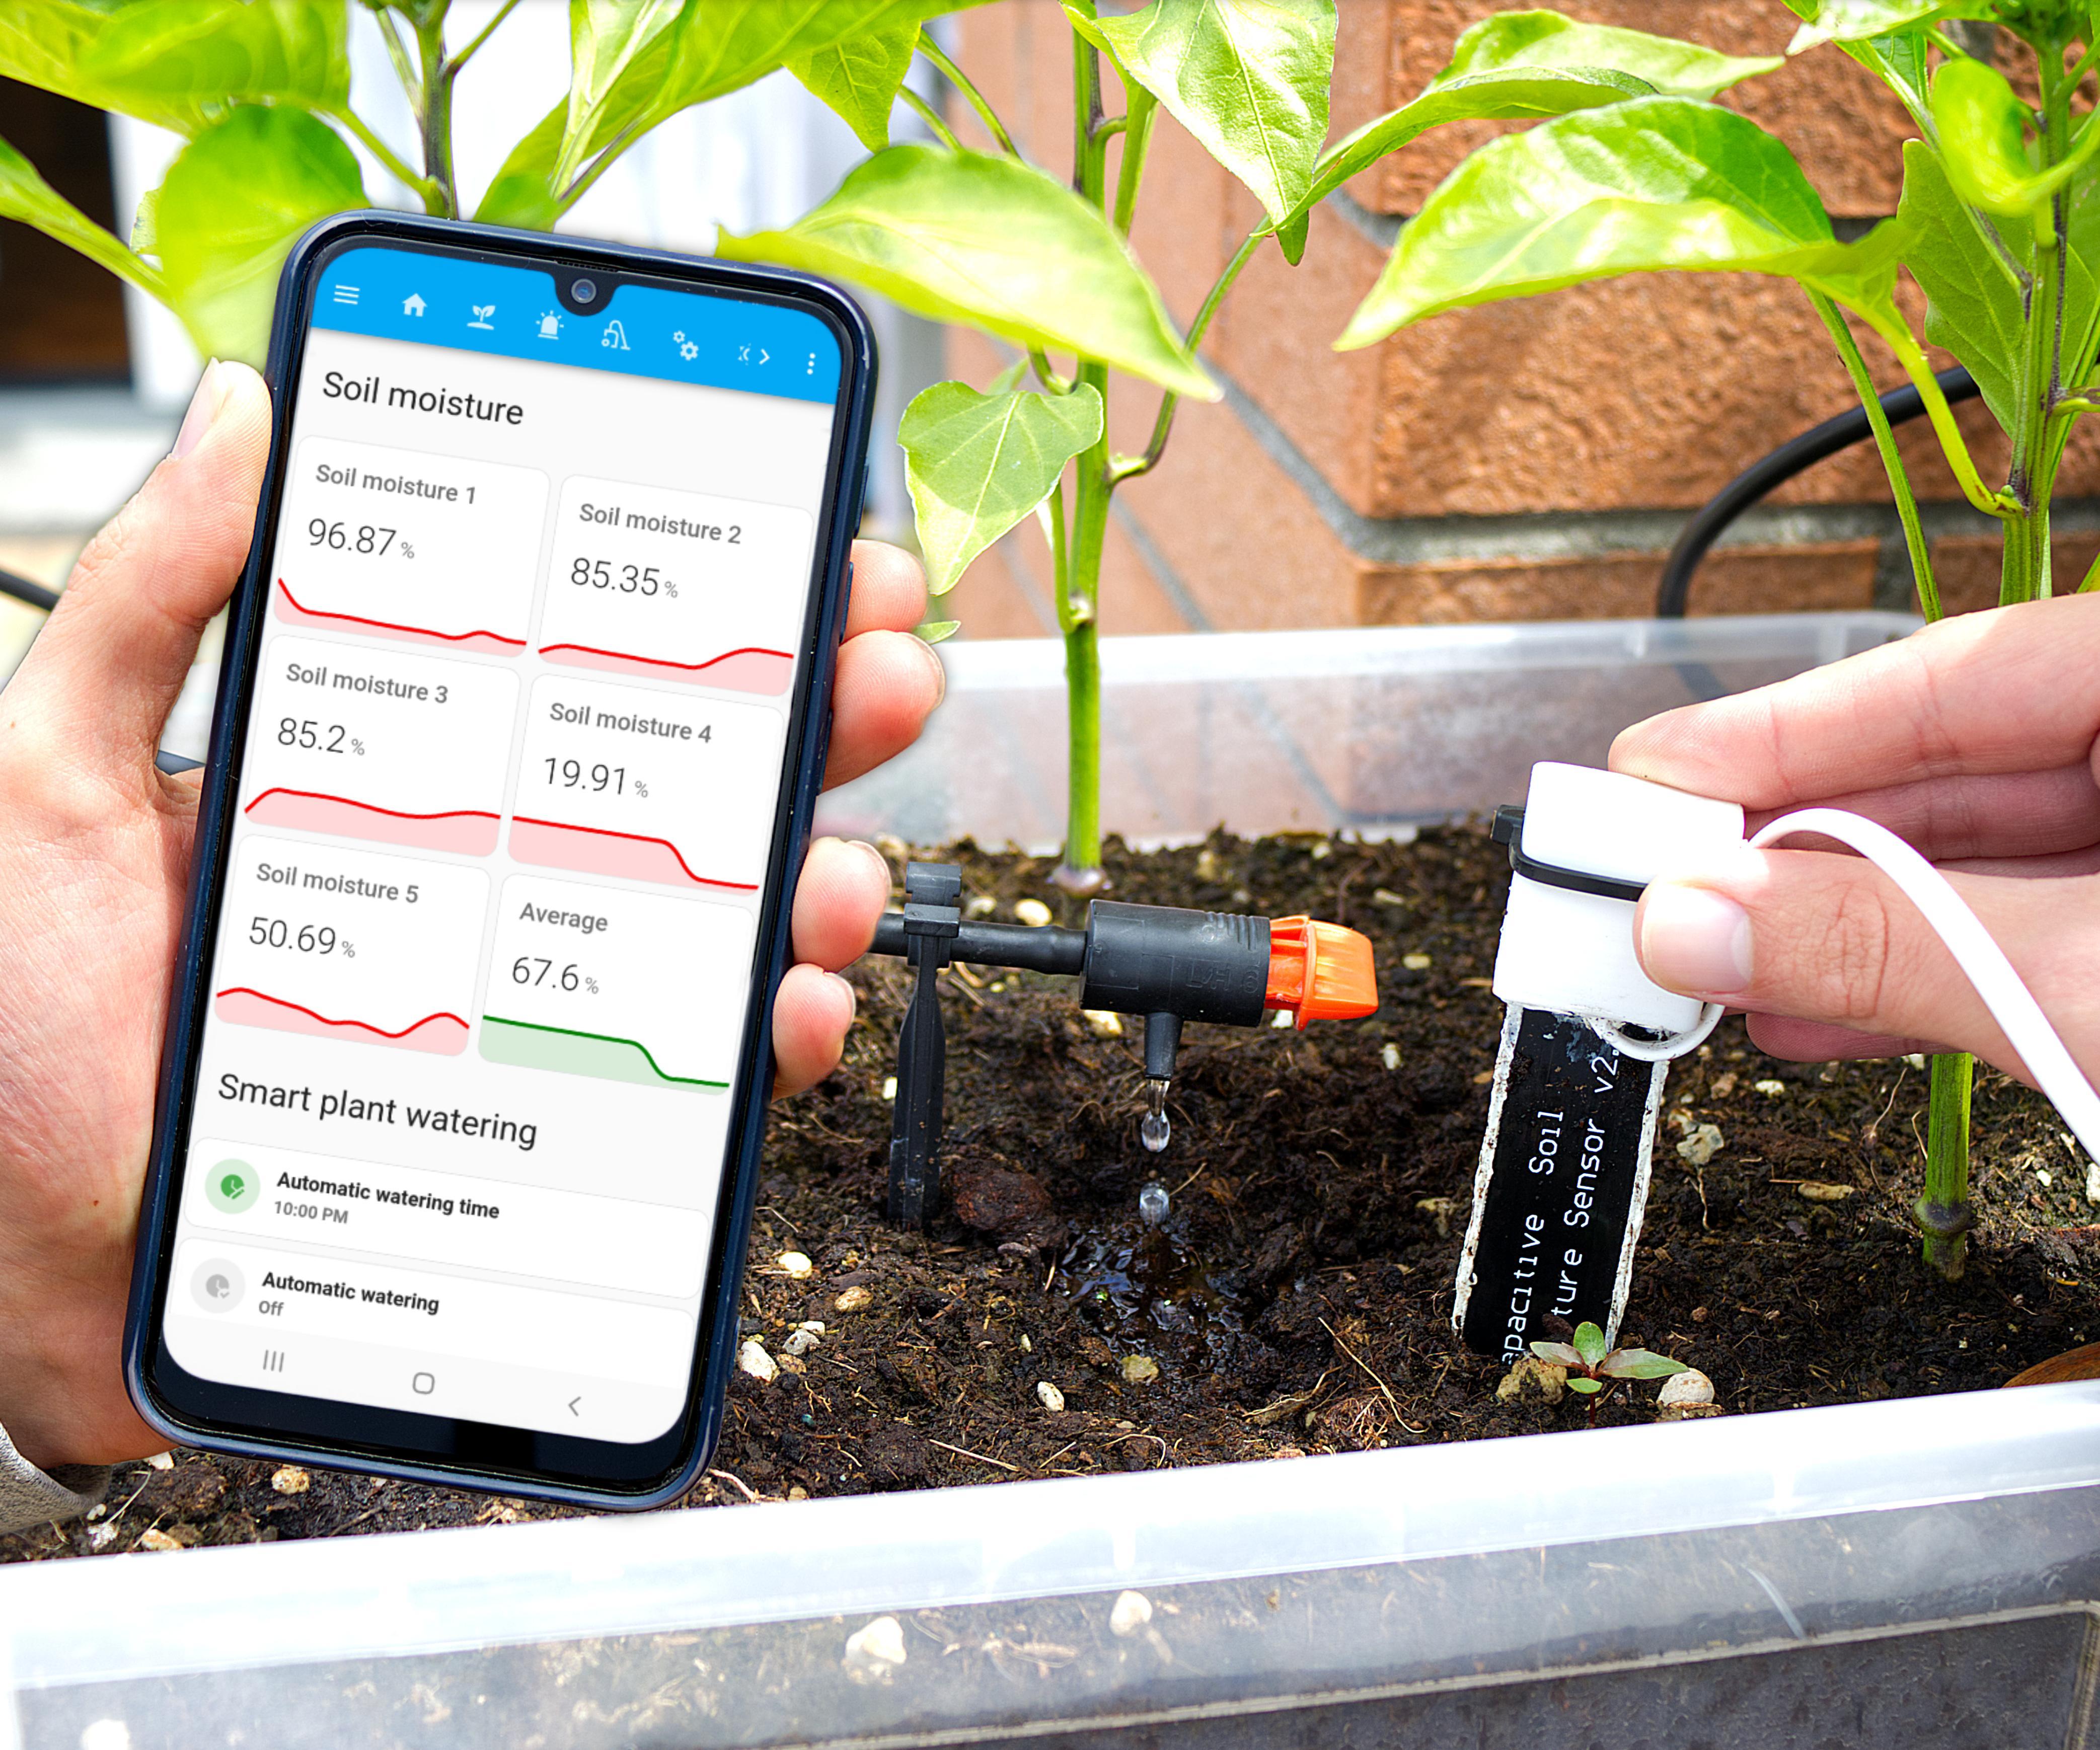 Soil moisture
Soil moisture 1
96.87 %
Soil moisture 2
85.35 %
Soil moisture 3
85.2 %
Soil moisture 4
19.91 %
Soil moisture 5
50.69 %
Average
67.6 %
Smart plant watering
Automatic watering time
10:00 PM
Automatic watering
Off
apacitive Soil
ture Sensor v2.